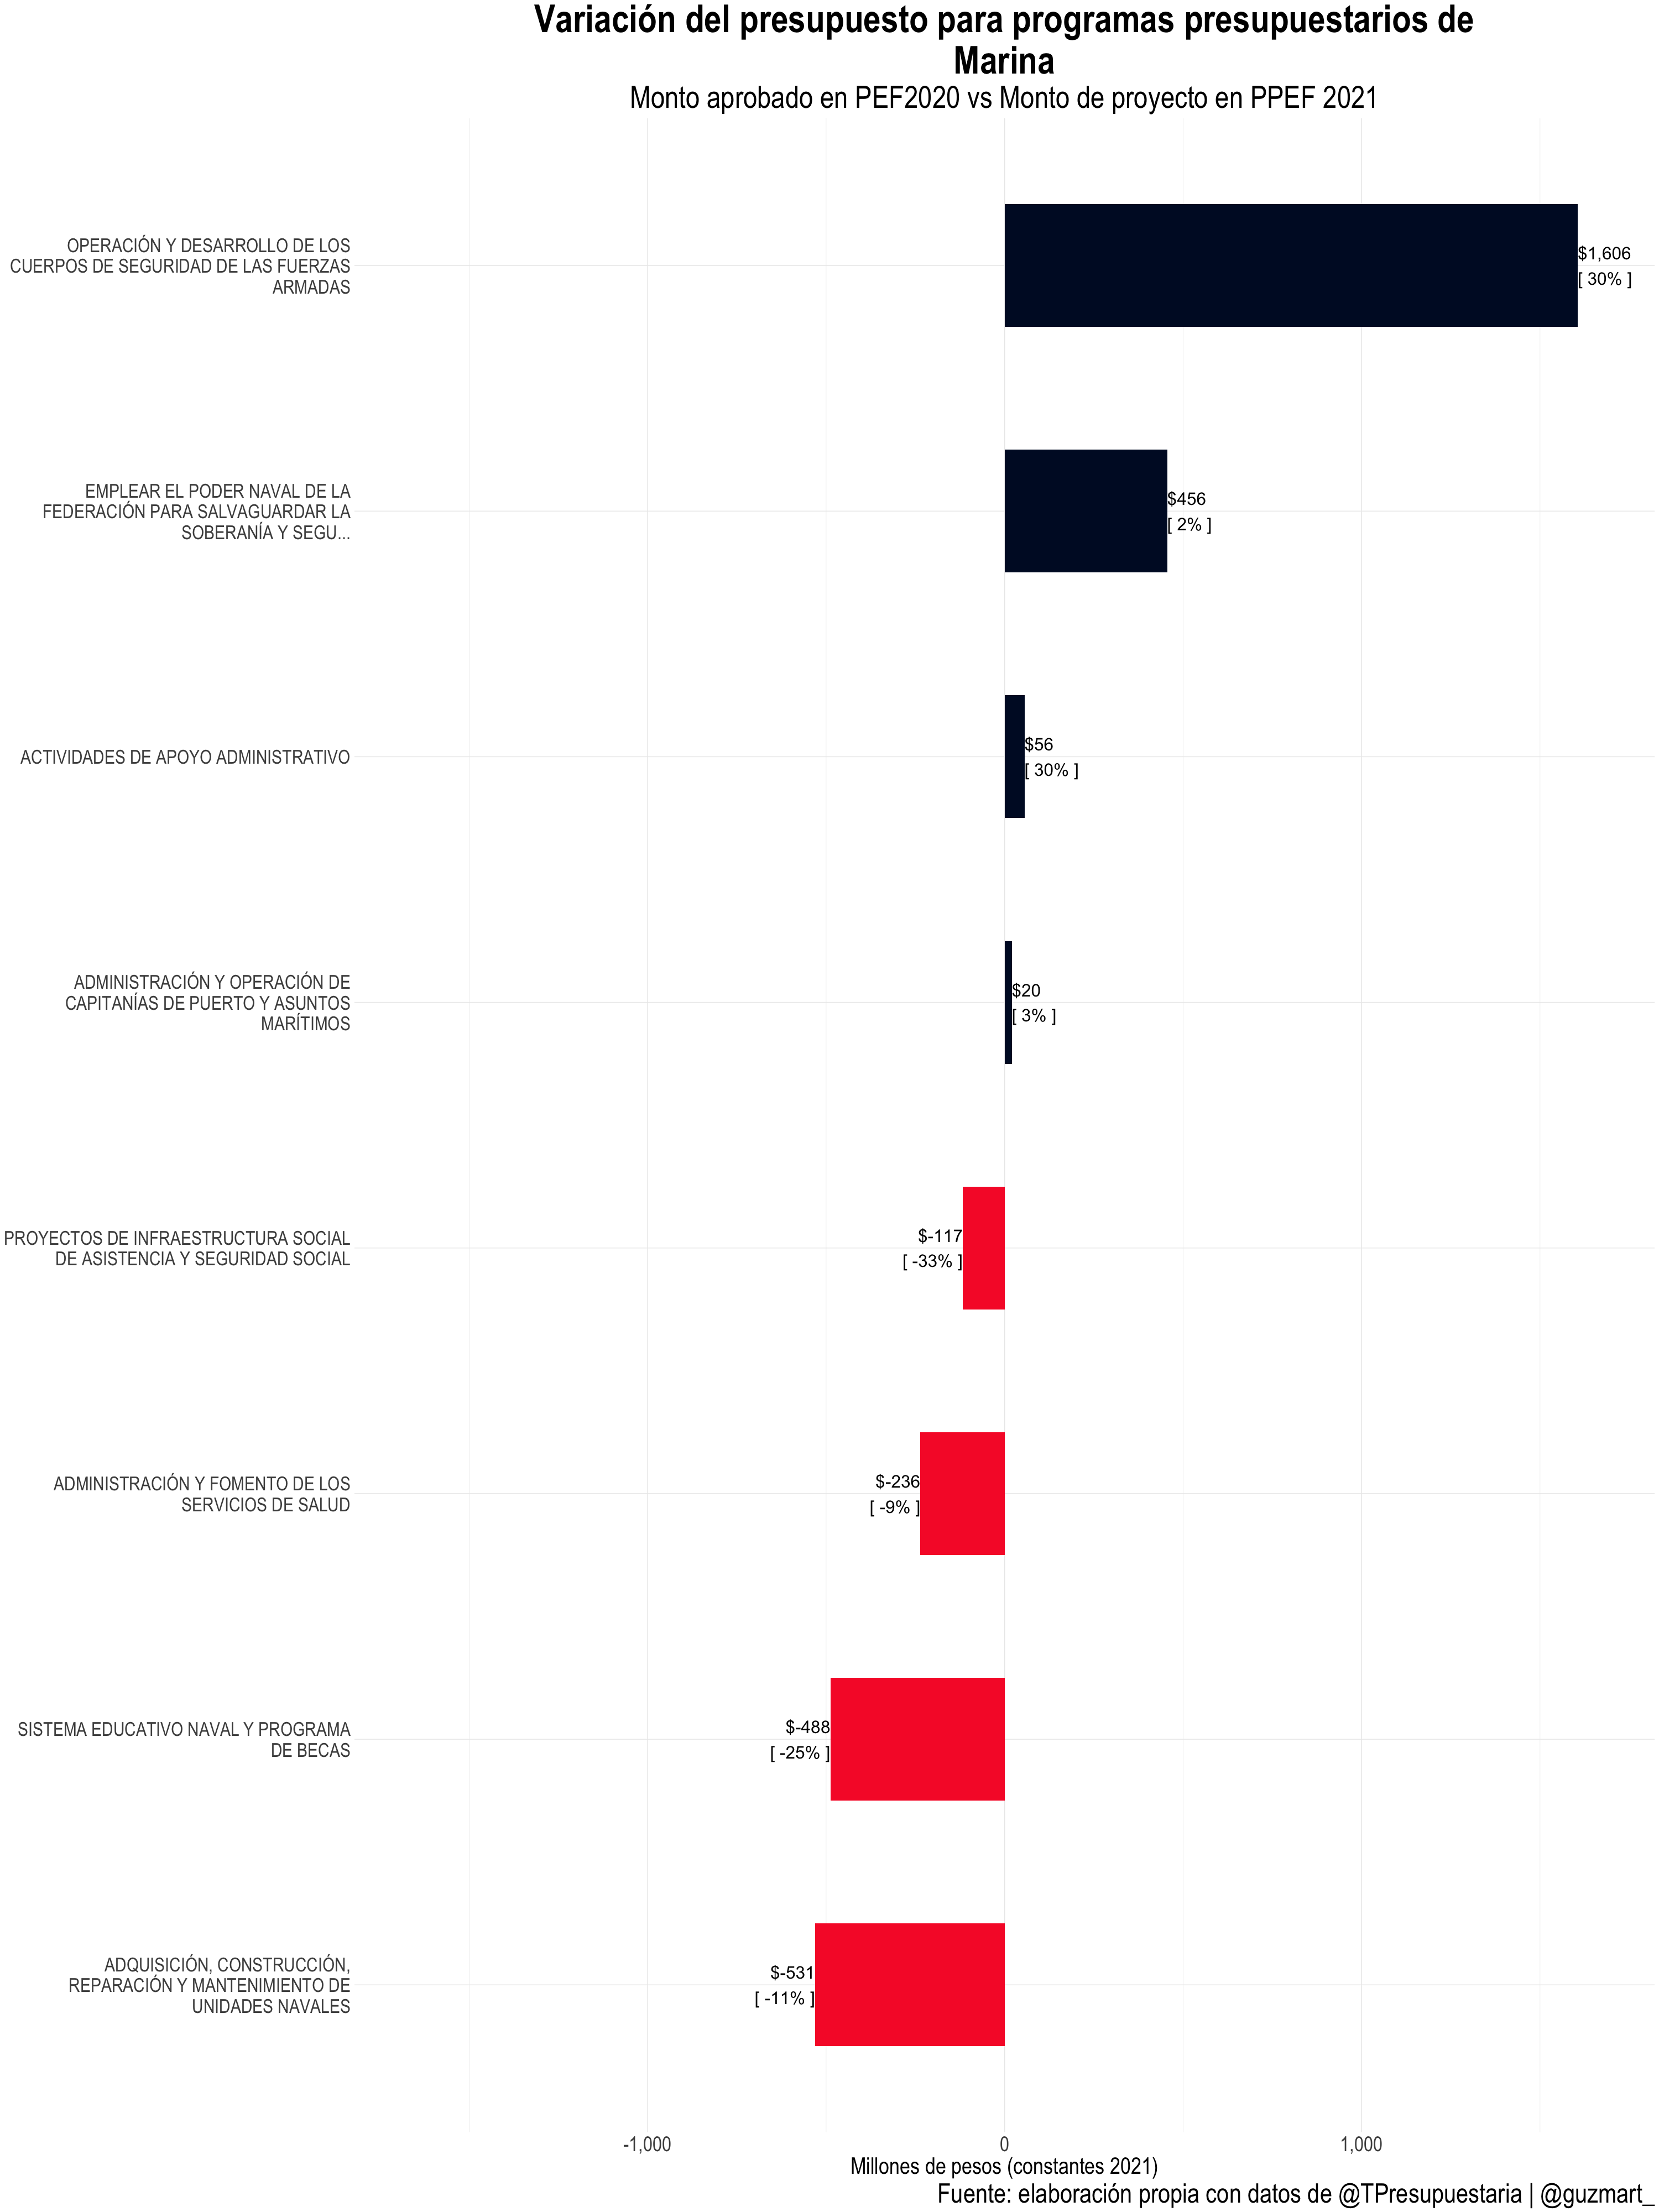 Variación del presupuesto para programas presupuestarios de
Marina
Monto aprobado en PEF2020 vs Monto de proyecto en PPEF 2021
OPERACIÓN Y DESARROLLO DE LOS
CUERPOS DE SEGURIDAD DE LAS FUERZAS
ARMADAS
$1,606
[ 30% ]
EMPLEAR EL PODER NAVAL DE LA
FEDERACIÓN PARA SALVAGUARDAR LA
SOBERANÍA Y SEGU...
$456
[ 2% ]
ACTIVIDADES DE APOYO ADMINISTRATIVO
$56
[ 30% ]
ADMINISTRACIÓN Y OPERACIÓN DE
CAPITANÍAS DE PUERTO Y ASUNTOS
MARÍTIMOS
$20
[ 3% ]
PROYECTOS DE INFRAESTRUCTURA SOCIAL
DE ASISTENCIA Y SEGURIDAD SOCIAL
$-117
[ -33% ]
ADMINISTRACIÓN Y FOMENTO DE LOS
SERVICIOS DE SALUD
$-236
[ -9% ]
SISTEMA EDUCATIVO NAVAL Y PROGRAMA
DE BECAS
$-488
[ -25% ]
ADQUISICIÓN, CONSTRUCCIÓN,
REPARACIÓN Y MANTENIMIENTO DE
UNIDADES NAVALES
$-531
[ -11% ]
-1,000 0 1,000
Millones de pesos (constantes 2021)
Fuente: elaboración propia con datos de @TPresupuestaria | @guzmart_